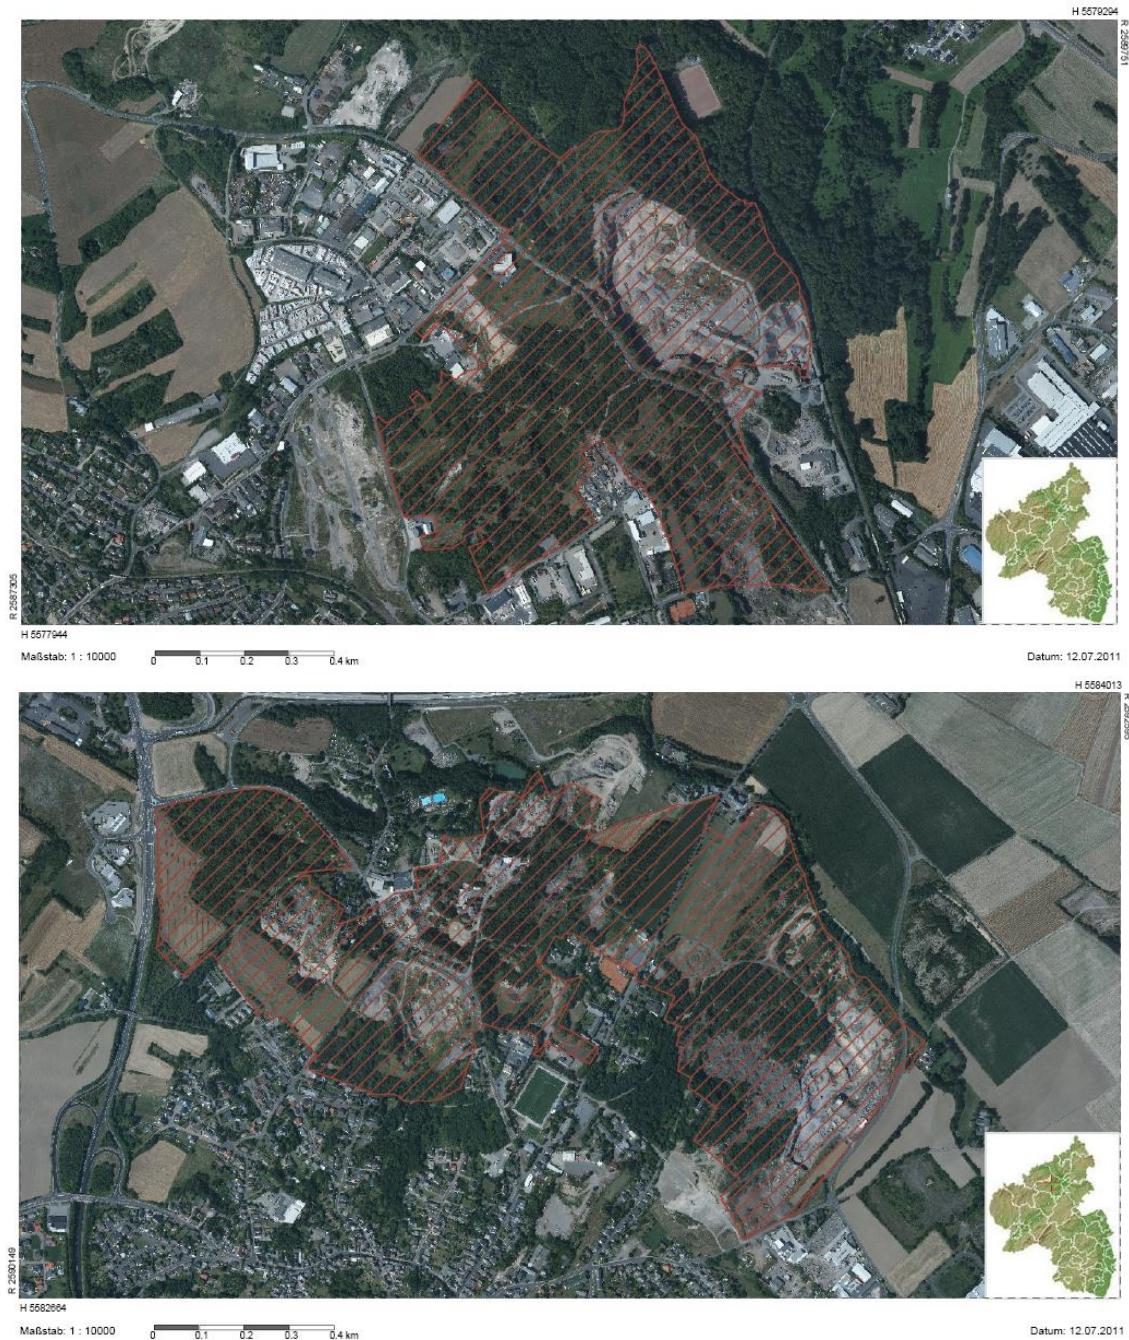 H 5579294
R 2589751
R 2587305
H 5577944
Maßstab: 1 : 10000
0 0.1 0.2 0.3 0.4 km
Datum: 12.07.2011
H 5584013
R 2590149
H 5582664
Maßstab: 1 : 10000
0 0.1 0.2 0.3 0.4 km
Datum: 12.07.2011